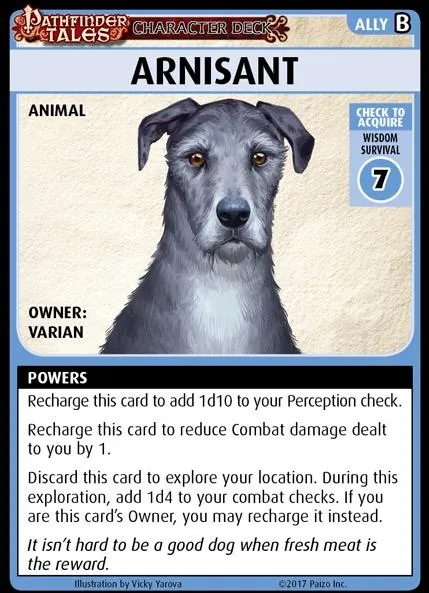 PATHFINDER
TALES CHARACTER DECK
ALLY B
ARNISANT
ANIMAL
CHECK TO
ACQUIRE
WISDOM
SURVIVAL
7
OWNER:
VARIAN
POWERS
Recharge this card to add 1d10 to your Perception check.
Recharge this card to reduce Combat damage dealt
to you by 1.
Discard this card to explore your location. During this
exploration, add 1d4 to your combat checks. If you
are this card’s Owner, you may recharge it instead.
It isn’t hard to be a good dog when fresh meat is
the reward.
Illustration by Vicky Yarova ©2017 Paizo Inc.